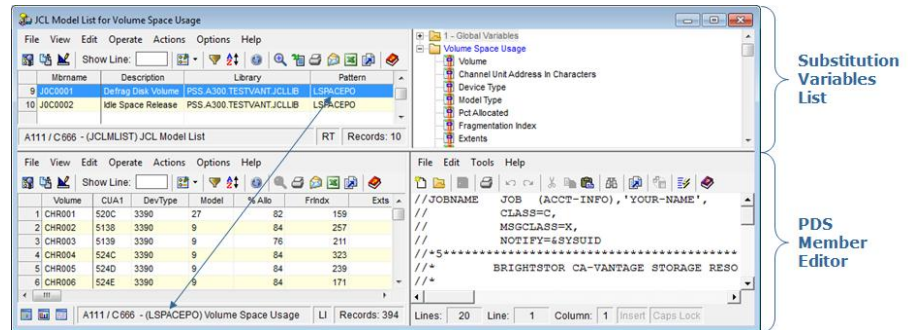 JCL Model List for Volume Space Usage
File View Edit Operate Actions Options Help
Show Line:
Mbrname Description Library Pattern
9 J0C0001 Defrag Disk Volume PSS.A300.TESTVANT.JCLLIB LSPACEPO
10 J0C0002 Idle Space Release PSS.A300.TESTVANT.JCLLIB LSPACEPO
A111 / C666 - (JCLMLIST) JCL Model List RT Records: 10
1 - Global Variables
Volume Space Usage
Volume
Channel Unit Address In Characters
Device Type
Model Type
Pct Allocated
Fragmentation Index
Extents
Substitution
Variables
List
File View Edit Operate Actions Options Help
Show Line:
Volume CUA1 DevType Model % Allo FrIndx Exts
1 CHR001 520C 3390 27 82 159
2 CHR002 5138 3390 9 84 257
3 CHR003 5139 3390 9 76 211
4 CHR004 524C 3390 9 84 323
5 CHR005 524D 3390 9 84 239
6 CHR006 524E 3390 9 84 171
A111 / C666 - (LSPACEPO) Volume Space Usage LI Records: 394
File Edit Tools Help
//JOBNAME JOB (ACCT-INFO),'YOUR-NAME',
// CLASS=C,
// MSGCLASS=X,
// NOTIFY=&SYSUID
//*5*****************************************
//* BRIGHTSTOR CA-VANTAGE STORAGE RESO
//*
Lines: 20 Line: 1 Column: 1 Insert Caps Lock
PDS
Member
Editor